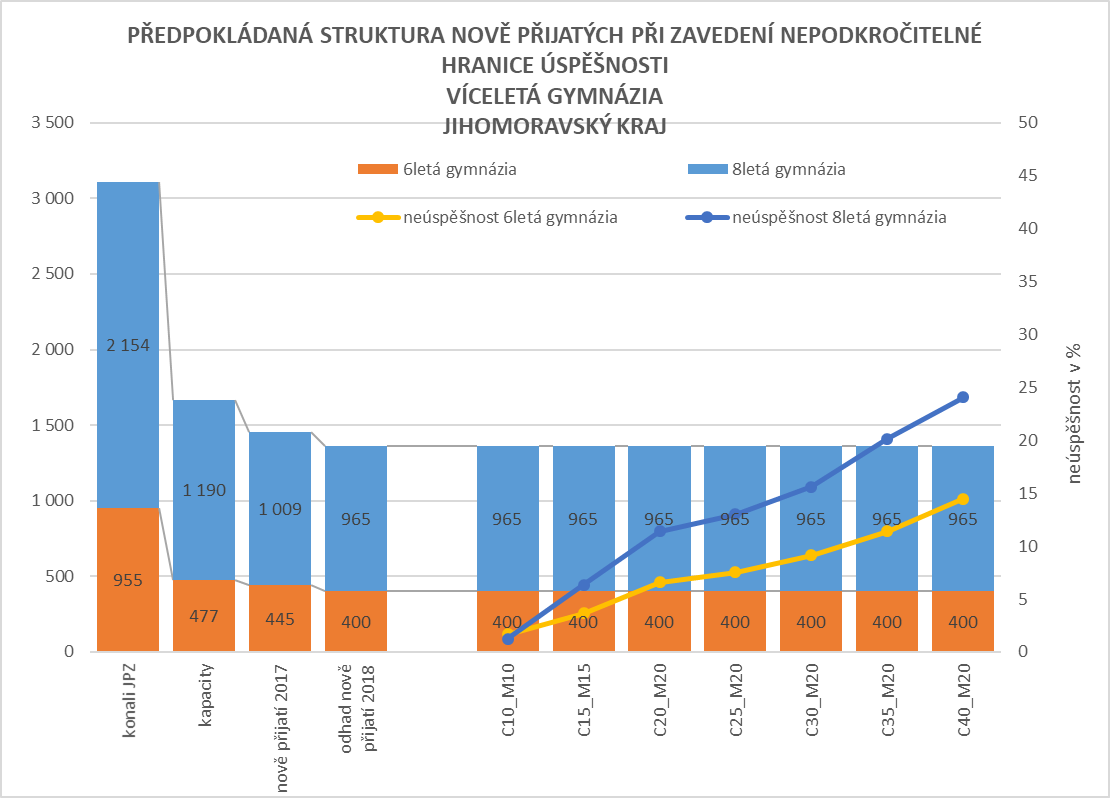 PŘEDPOKLÁDANÁ STRUKTURA NOVĚ PŘIJATÝCH PŘI ZAVEDENÍ NEPODKROČITELNÉ
HRANICE ÚSPĚŠNOSTI
VÍCELETÁ GYMNÁZIA
JIHOMORAVSKÝ KRAJ
6letá gymnázia
8letá gymnázia
neúspěšnost 6letá gymnázia
neúspěšnost 8letá gymnázia
3 500
3 000
2 500
2 000
1 500
1 000
500
0
50
45
40
35
30
25
20
15
10
5
0
neúspěšnost v %
2 154
1 190
1 009
965
965
965
965
965
965
965
965
955
477
445
400
400
400
400
400
400
400
400
konali JPZ
kapacity
nově přijatí 2017
odhad nově
přijatí 2018
C10_M10
C15_M15
C20_M20
C25_M20
C30_M20
C35_M20
C40_M20